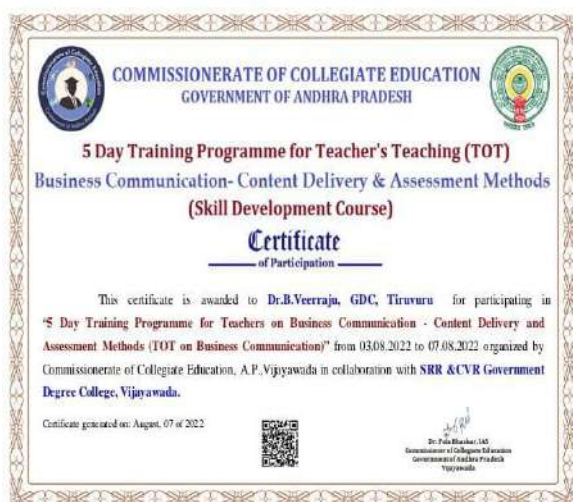 COMMISSIONERATE OF COLLEGIATE EDUCATION
GOVERNMENT OF ANDHRA PRADESH
5 Day Training Programme for Teacher's Teaching (TOT)
Business Communication- Content Delivery & Assessment Methods
(Skill Development Course)
Certificate
of Participation
This certificate is awarded to Dr.B.Veerraju, GDC, Tiruvuru for participating in
"5 Day Training Programme for Teachers on Business Communication - Content Delivery and
Assessment Methods (TOT on Business Communication)" from 03.08.2022 to 07.08.2022 organized by
Commissionerate of Collegiate Education, A.P.,Vijayawada in collaboration with SRR &CVR Government
Degree College, Vijayawada.
Certificate generated on: August, 07 of 2022
Dr. Pola Bhaskar, IAS
Commissioner of Collegiate Education
Government of Andhra Pradesh
Vijayawada